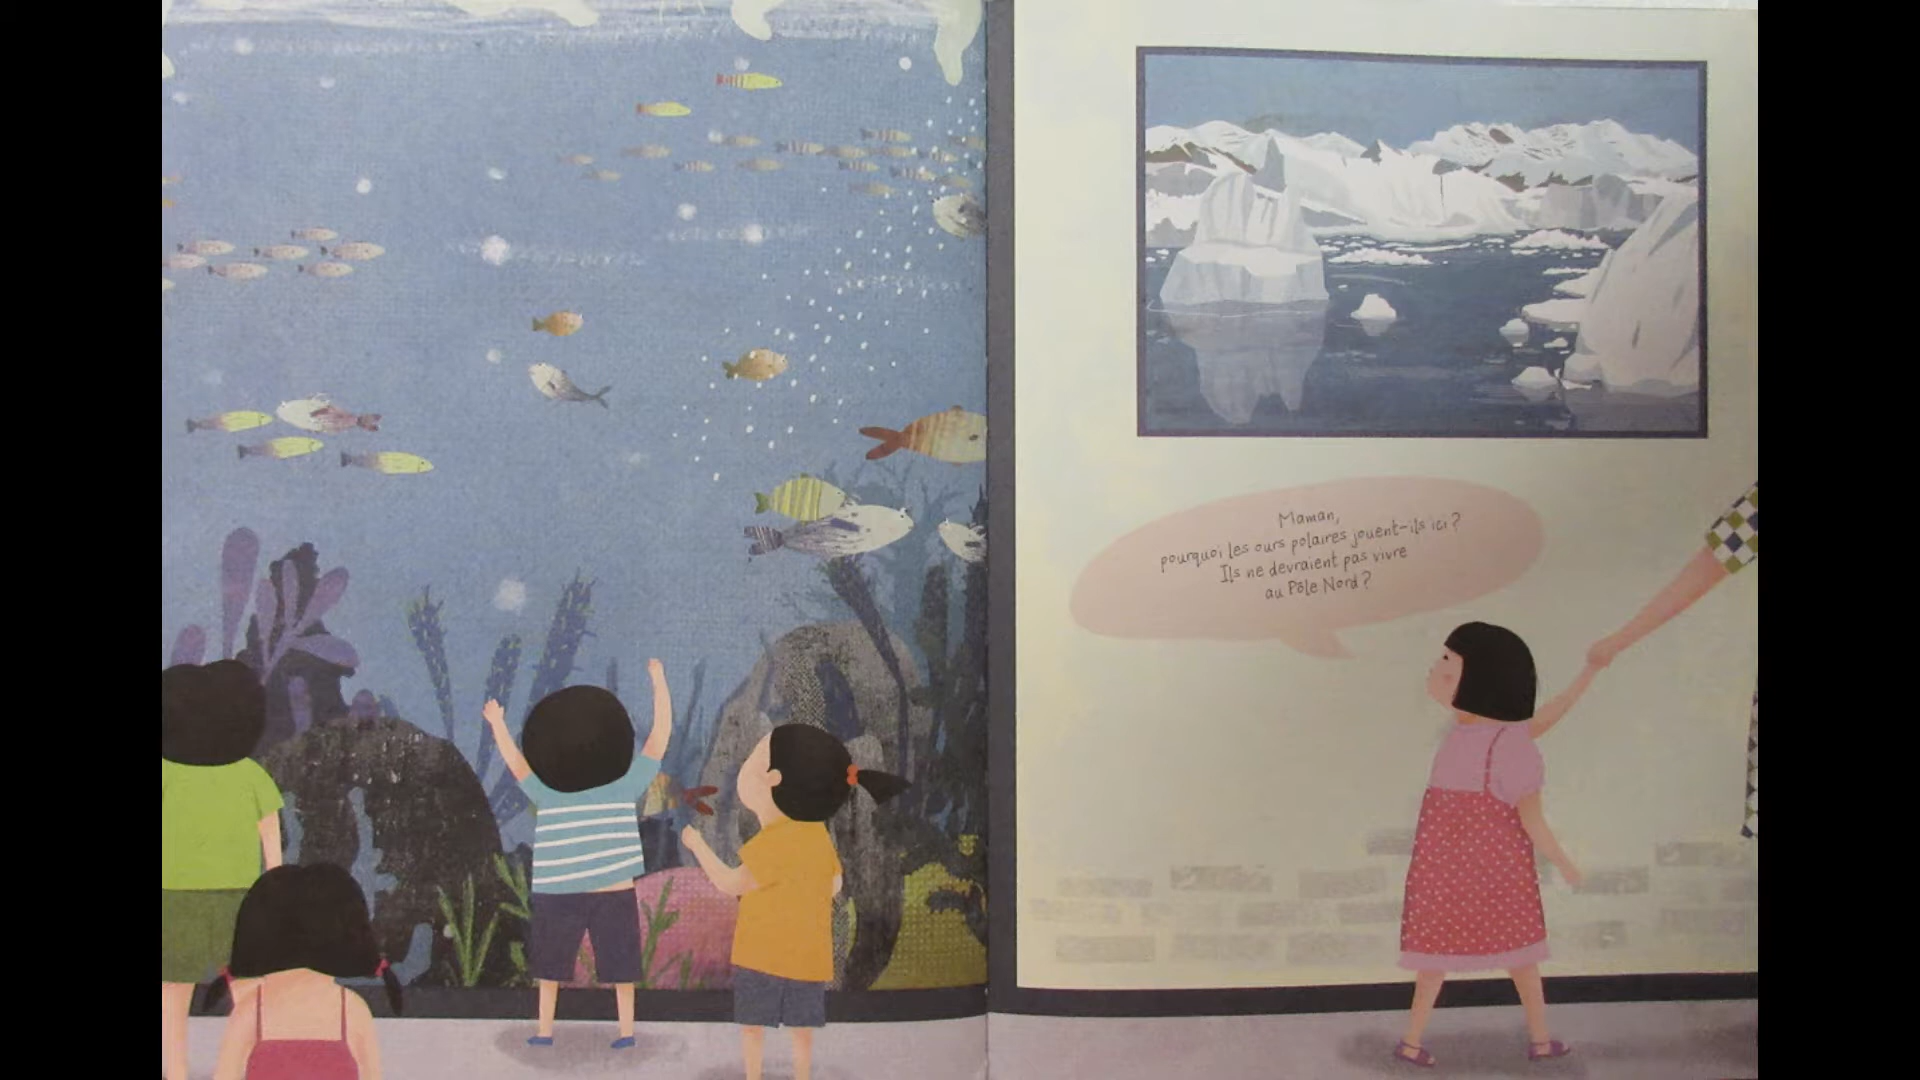 Maman,
pourquoi les ours polaires jouent-ils ici ?
Ils ne devraient pas vivre
au Pôle Nord ?